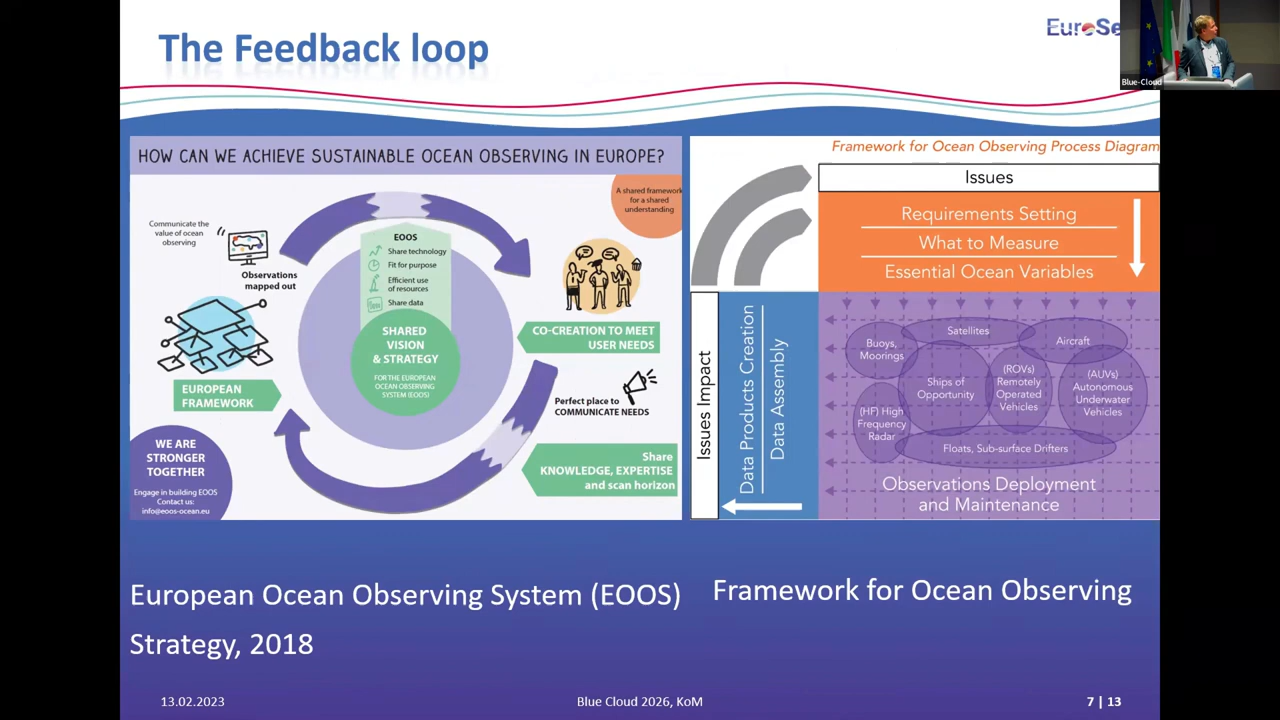 The Feedback loop
EuroSe
Blue-Cloud
HOW CAN WE ACHIEVE SUSTAINABLE OCEAN OBSERVING IN EUROPE?
A shared framework
for a shared
understanding
Communicate the
value of ocean
observing
Observations
mapped out
EOOS
Share technology
Fit for purpose
Efficient use
of resources
Share data
SHARED
VISION
& STRATEGY
FOR THE EUROPEAN
OCEAN OBSERVING
SYSTEM (EOOS)
CO-CREATION TO MEET
USER NEEDS
EUROPEAN
FRAMEWORK
Perfect place to
COMMUNICATE NEEDS
WE ARE
STRONGER
TOGETHER
Engage in building EOOS
Contact us:
info@eoos-ocean.eu
Share
KNOWLEDGE, EXPERTISE
and scan horizon
Framework for Ocean Observing Process Diagram
Issues
Requirements Setting
What to Measure
Essential Ocean Variables
Issues Impact
Data Products Creation
Data Assembly
Satellites
Aircraft
Buoys,
Moorings
Ships of
Opportunity
(ROVs)
Remotely
Operated
Vehicles
(AUVs)
Autonomous
Underwater
Vehicles
(HF) High
Frequency
Radar
Floats, Sub-surface Drifters
Observations Deployment
and Maintenance
European Ocean Observing System (EOOS)
Strategy, 2018
Framework for Ocean Observing
13.02.2023
Blue Cloud 2026, KoM
7 | 13